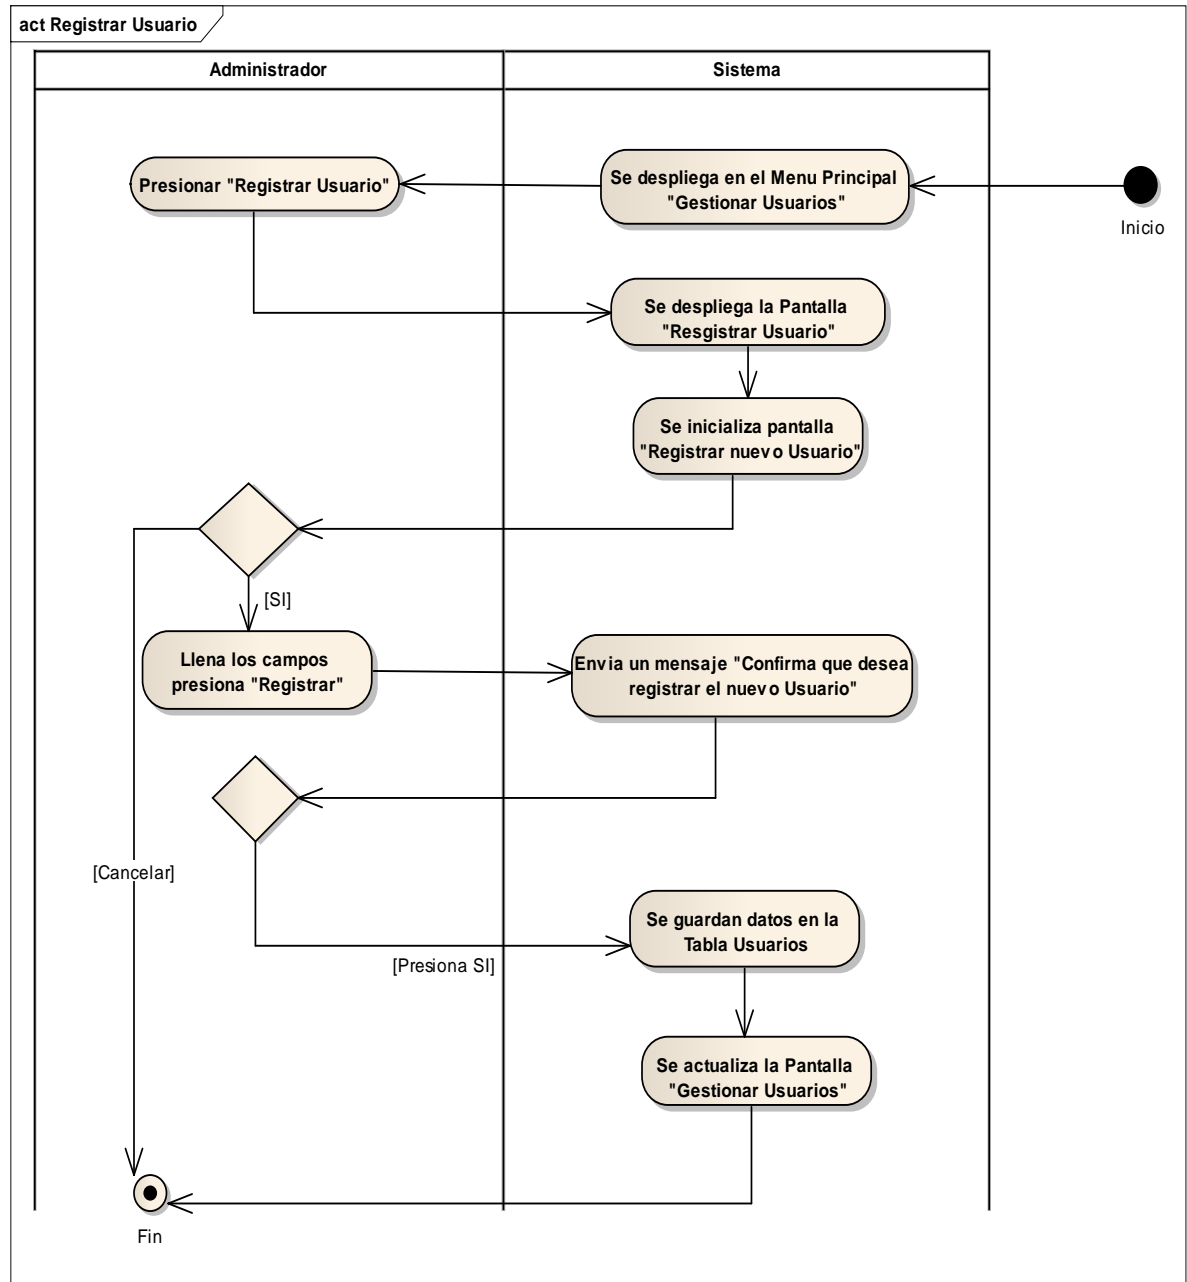 act Registrar Usuario
Administrador
Sistema
Presionar "Registrar Usuario"
Se despliega en el Menu Principal
"Gestionar Usuarios"
Inicio
Se despliega la Pantalla
"Resgistrar Usuario"
Se inicializa pantalla
"Registrar nuevo Usuario"
[SI]
Llena los campos
presiona "Registrar"
Envia un mensaje "Confirma que desea
registrar el nuevo Usuario"
[Cancelar]
[Presiona SI]
Se guardan datos en la
Tabla Usuarios
Se actualiza la Pantalla
"Gestionar Usuarios"
Fin